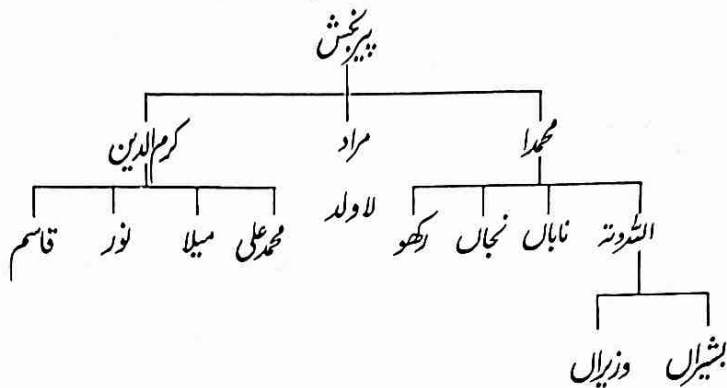 پیر بخش
محمدا مراد کرم الدین
لاولد
اللہ دتہ ناباں نجاں رکھو محمد علی میلا نور قاسم
بشیراں وزیراں